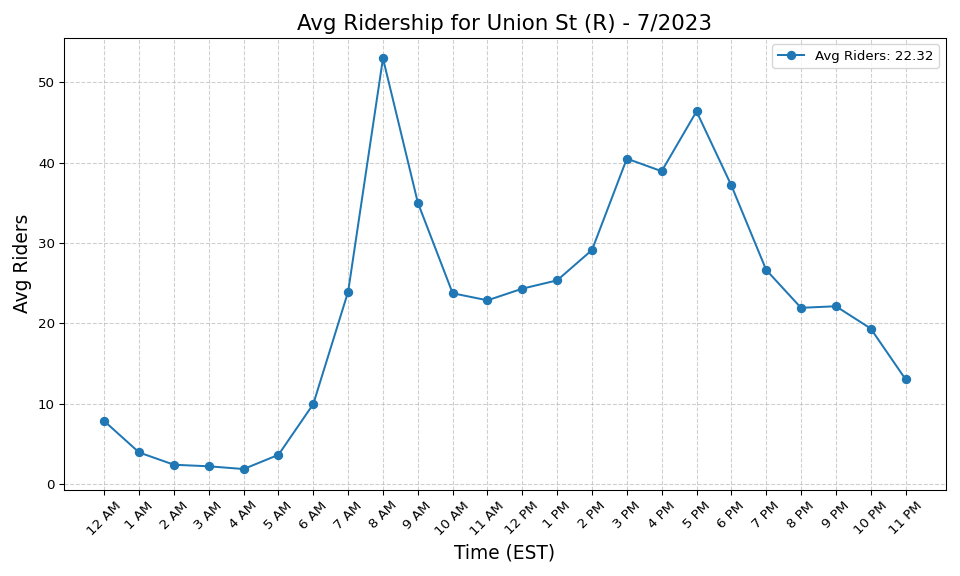 Avg Ridership for Union St (R) - 7/2023
Avg Riders: 22.32
Avg Riders
50
40
30
20
10
0
12 AM
1 AM
2 AM
3 AM
4 AM
5 AM
6 AM
7 AM
8 AM
9 AM
10 AM
11 AM
12 PM
1 PM
2 PM
3 PM
4 PM
5 PM
6 PM
7 PM
8 PM
9 PM
10 PM
11 PM
Time (EST)